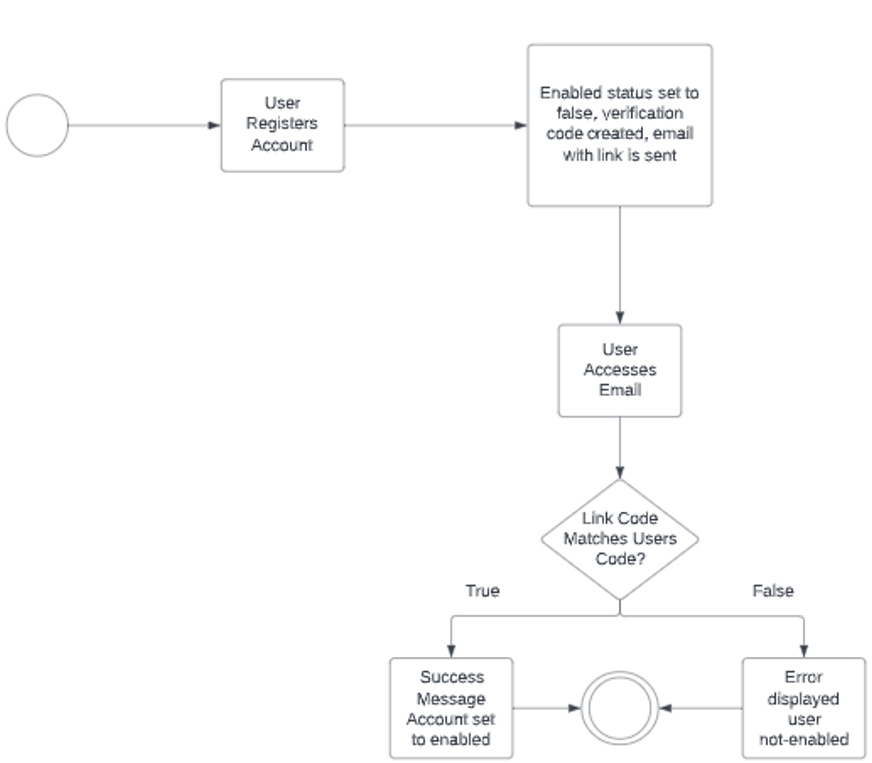 User
Registers
Account
Enabled status set to
false, verification
code created, email
with link is sent
User
Accesses
Email
Link Code
Matches Users
Code?
True
False
Success
Message
Account set
to enabled
Error
displayed
user
not-enabled